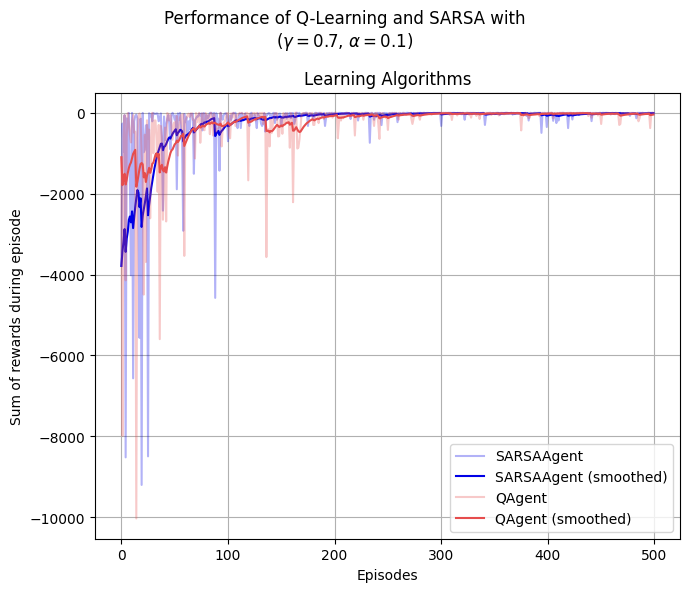 Performance of Q-Learning and SARSA with
(γ = 0.7, α = 0.1)
Learning Algorithms
0
−2000
−4000
−6000
−8000
−10000
Sum of rewards during episode
SARSAAgent
SARSAAgent (smoothed)
QAgent
QAgent (smoothed)
0 100 200 300 400 500
Episodes